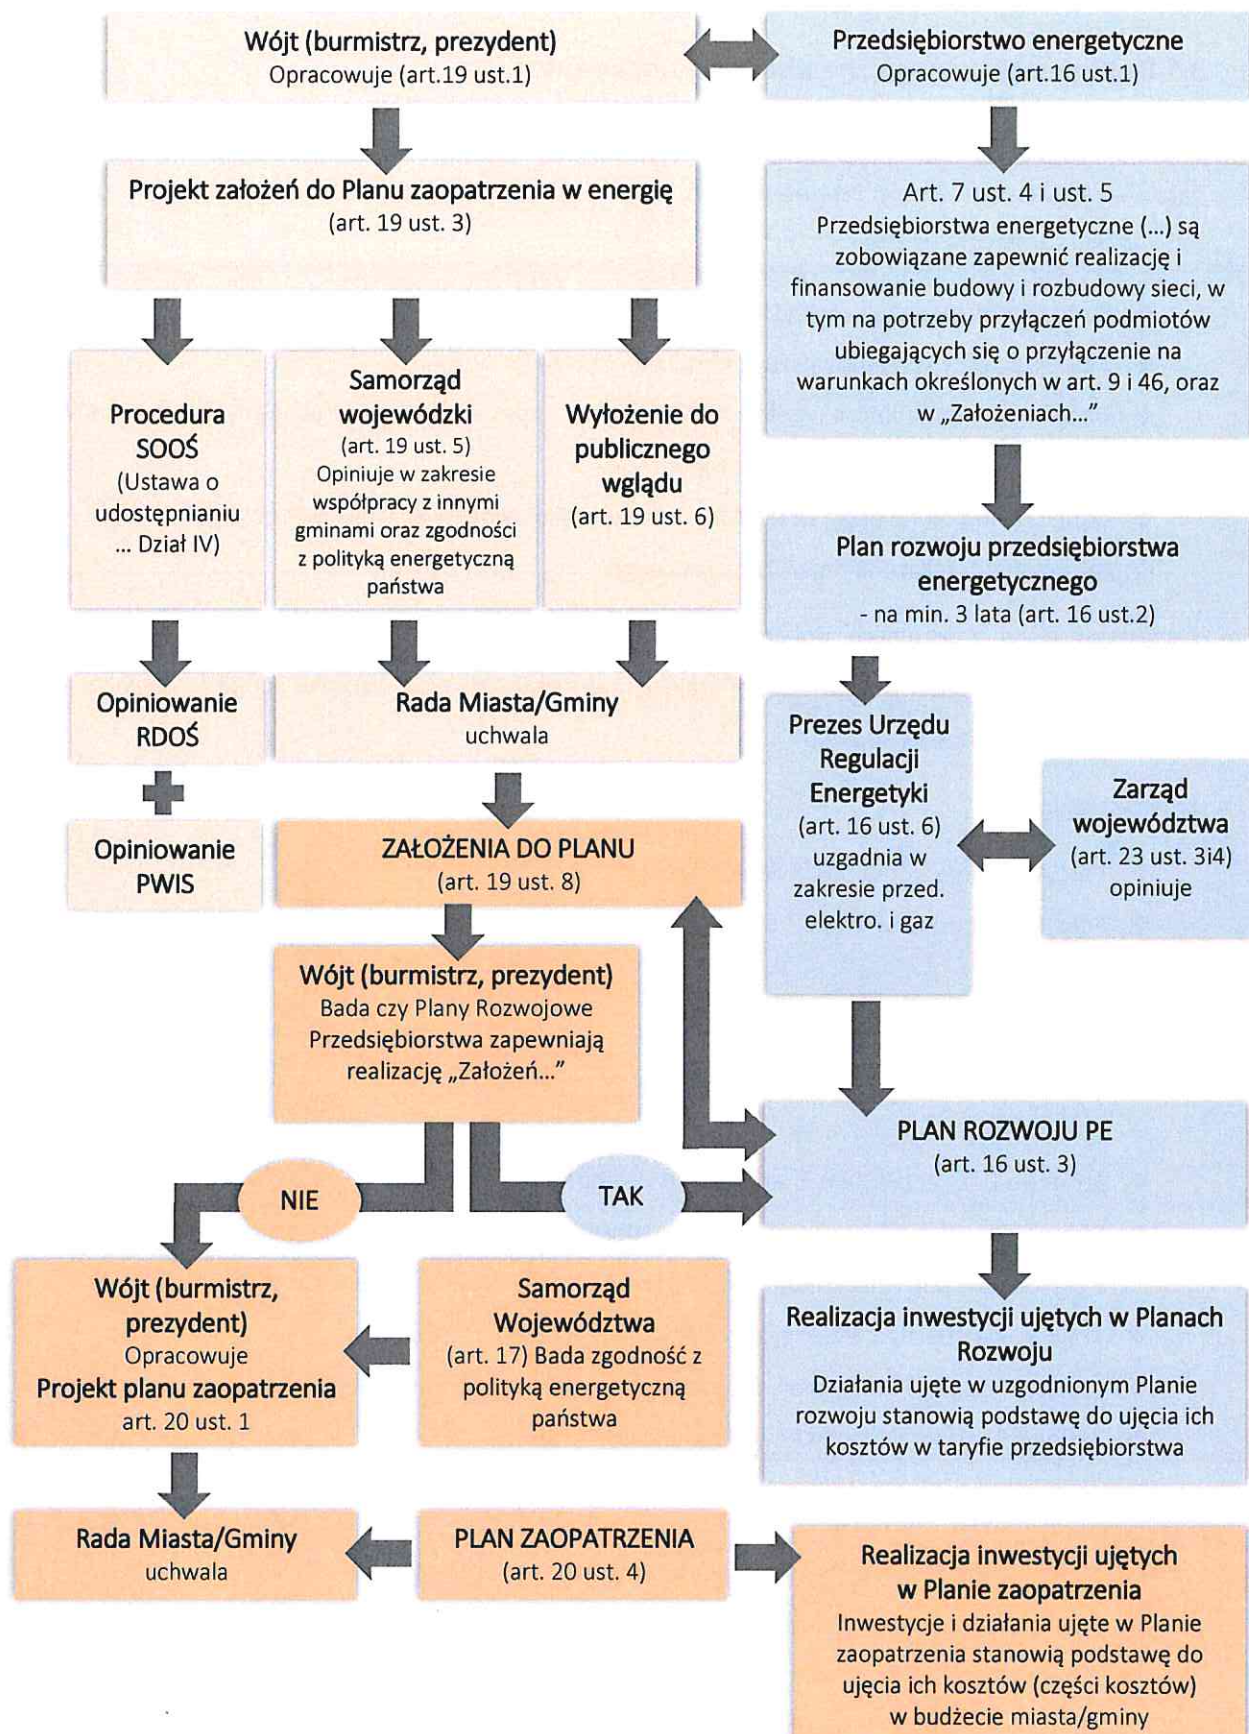 Wójt (burmistrz, prezydent)
Opracowuje (art.19 ust.1)
Przedsiębiorstwo energetyczne
Opracowuje (art.16 ust.1)
Projekt założeń do Planu zaopatrzenia w energię
(art. 19 ust. 3)
Art. 7 ust. 4 i ust. 5
Przedsiębiorstwa energetyczne (...) są
zobowiązane zapewnić realizację i
finansowanie budowy i rozbudowy sieci, w
tym na potrzeby przyłączeń podmiotów
ubiegających się o przyłączenie na
warunkach określonych w art. 9 i 46, oraz
w „Założeniach...”
Procedura
SOOŚ
(Ustawa o
udostępnianiu
... Dział IV)
Samorząd
wojewódzki
(art. 19 ust. 5)
Opiniuje w zakresie
współpracy z innymi
gminami oraz zgodności
z polityką energetyczną
państwa
Wyłożenie do
publicznego
wglądu
(art. 19 ust. 6)
Plan rozwoju przedsiębiorstwa
energetycznego
- na min. 3 lata (art. 16 ust.2)
Opiniowanie
RDOŚ
Rada Miasta/Gminy
uchwala
Prezes Urzędu
Regulacji
Energetyki
(art. 16 ust. 6)
uzgadnia w
zakresie przed.
elektro. i gaz
Zarząd
województwa
(art. 23 ust. 3i4)
opiniuje
Opiniowanie
PWIS
ZAŁOŻENIA DO PLANU
(art. 19 ust. 8)
Wójt (burmistrz, prezydent)
Bada czy Plany Rozwojowe
Przedsiębiorstwa zapewniają
realizację „Założeń...”
PLAN ROZWOJU PE
(art. 16 ust. 3)
NIE
TAK
Wójt (burmistrz,
prezydent)
Opracowuje
Projekt planu zaopatrzenia
art. 20 ust. 1
Samorząd
Województwa
(art. 17) Bada zgodność z
polityką energetyczną
państwa
Realizacja inwestycji ujętych w Planach
Rozwoju
Działania ujęte w uzgodnionym Planie
rozwoju stanowią podstawę do ujęcia ich
kosztów w taryfie przedsiębiorstwa
Rada Miasta/Gminy
uchwala
PLAN ZAOPATRZENIA
(art. 20 ust. 4)
Realizacja inwestycji ujętych
w Planie zaopatrzenia
Inwestycje i działania ujęte w Planie
zaopatrzenia stanowią podstawę do
ujęcia ich kosztów (części kosztów)
w budżecie miasta/gminy